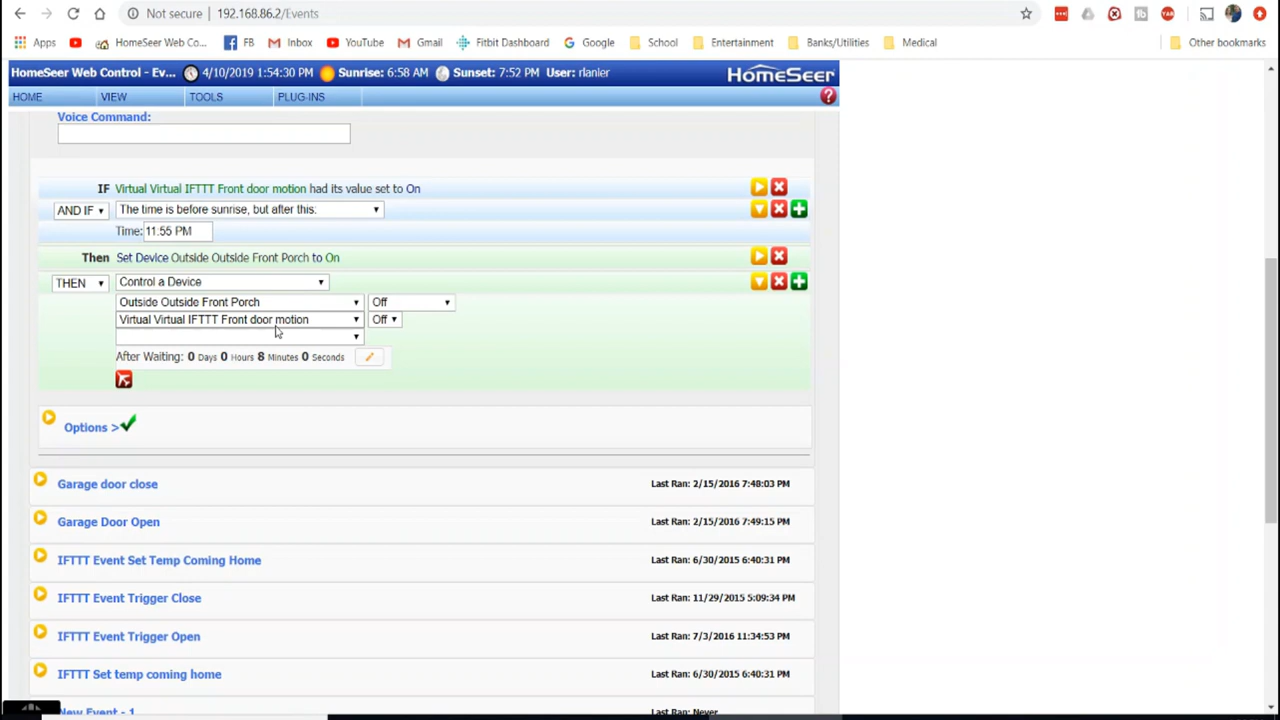 Not secure | 192.168.86.2/Events
Apps HomeSeer Web Co... FB Inbox YouTube Gmail Fitbit Dashboard Google School Entertainment Banks/Utilities Medical Other bookmarks
HomeSeer Web Control - Ev... 4/10/2019 1:54:30 PM Sunrise: 6:58 AM Sunset: 7:52 PM User: rlanier HomeSeer
HOME VIEW TOOLS PLUG-INS ?
Voice Command:
IF Virtual Virtual IFTTT Front door motion had its value set to On
AND IF The time is before sunrise, but after this:
Time: 11:55 PM
Then Set Device Outside Outside Front Porch to On
THEN Control a Device
Outside Outside Front Porch Off
Virtual Virtual IFTTT Front door motion Off
After Waiting: 0 Days 0 Hours 8 Minutes 0 Seconds
Options >
Garage door close Last Ran: 2/15/2016 7:48:03 PM
Garage Door Open Last Ran: 2/15/2016 7:49:15 PM
IFTTT Event Set Temp Coming Home Last Ran: 6/30/2015 6:40:31 PM
IFTTT Event Trigger Close Last Ran: 11/29/2015 5:09:34 PM
IFTTT Event Trigger Open Last Ran: 7/3/2016 11:34:53 PM
IFTTT Set temp coming home Last Ran: 6/30/2015 6:40:31 PM
New Event - 1 Last Ran: Never